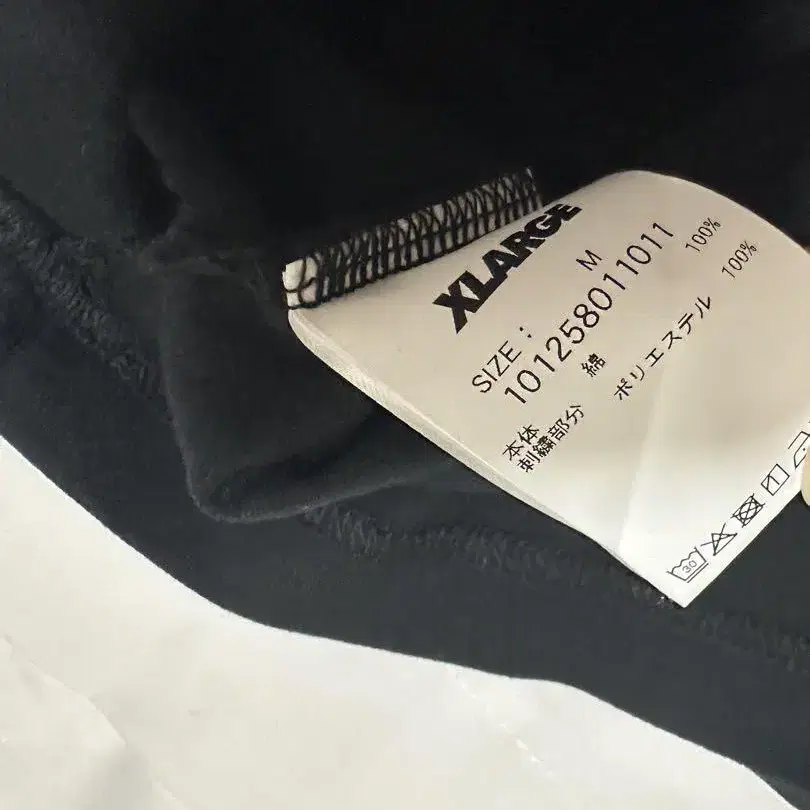 XLARGE
SIZE : M
101258011011
本体 綿 100%
刺繍部分 ポリエステル 100%
30